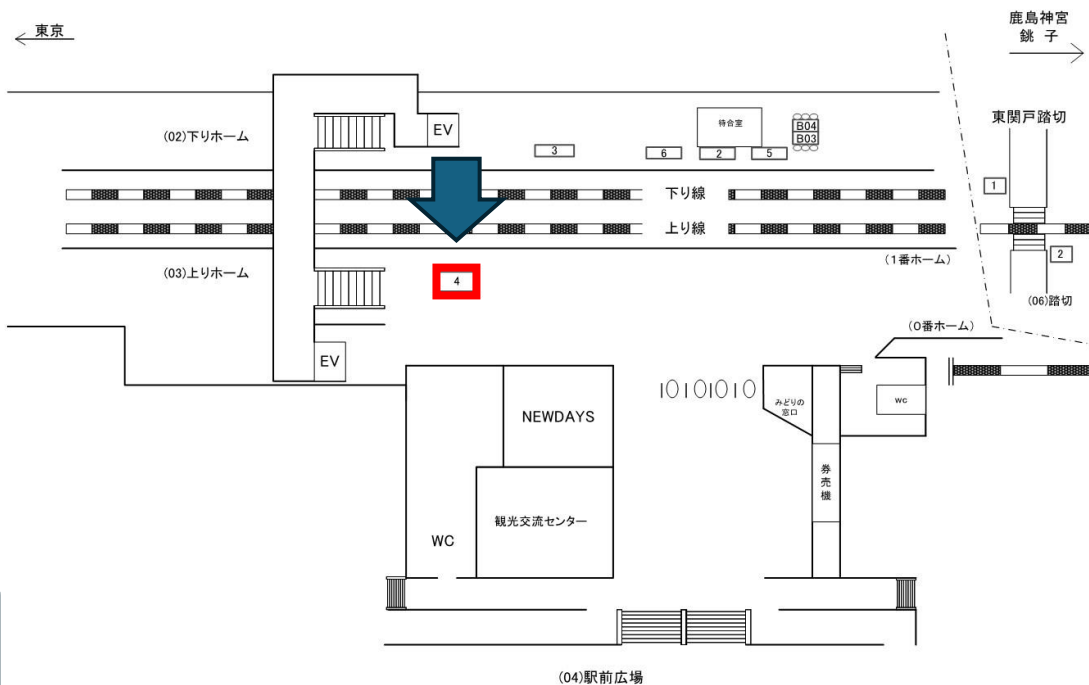 東京
鹿島神宮
銚 子
東関戸踏切
(02)下りホーム
EV
待合室
B04
B03
3
6
2
5
1
下り線
上り線
2
(1番ホーム)
(03)上りホーム
4
(06)踏切
(0番ホーム)
EV
NEWDAYS
みどりの
窓口
WC
券売機
観光交流センター
WC
(04)駅前広場